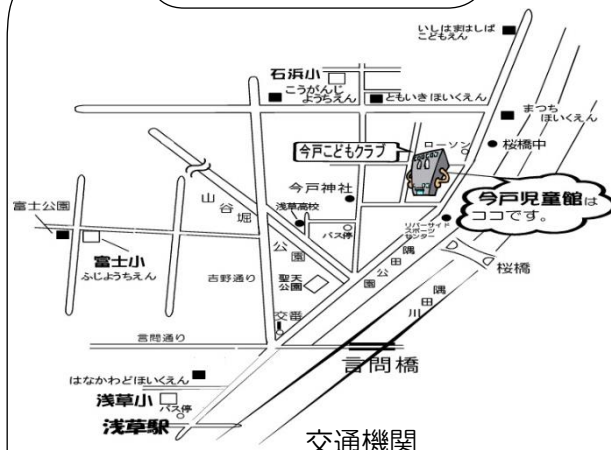 いしはまはしば
こどもえん
石浜小
こうがんじ
ようちえん
ともいきほいくえん
まつち
ほいくえん
今戸こどもクラブ
ローソン
桜橋中
山谷堀
公園
今戸神社
今戸児童館は
ココです。
富士公園
浅草高校
バス停
リバーサイド
スポーツ
センター
富士小
ふじようちえん
吉野通り
聖天
公園
隅田公園
隅田川
桜橋
交番
言問通り
言問橋
はなかわどほいくえん
浅草小
バス停
浅草駅
交通機関